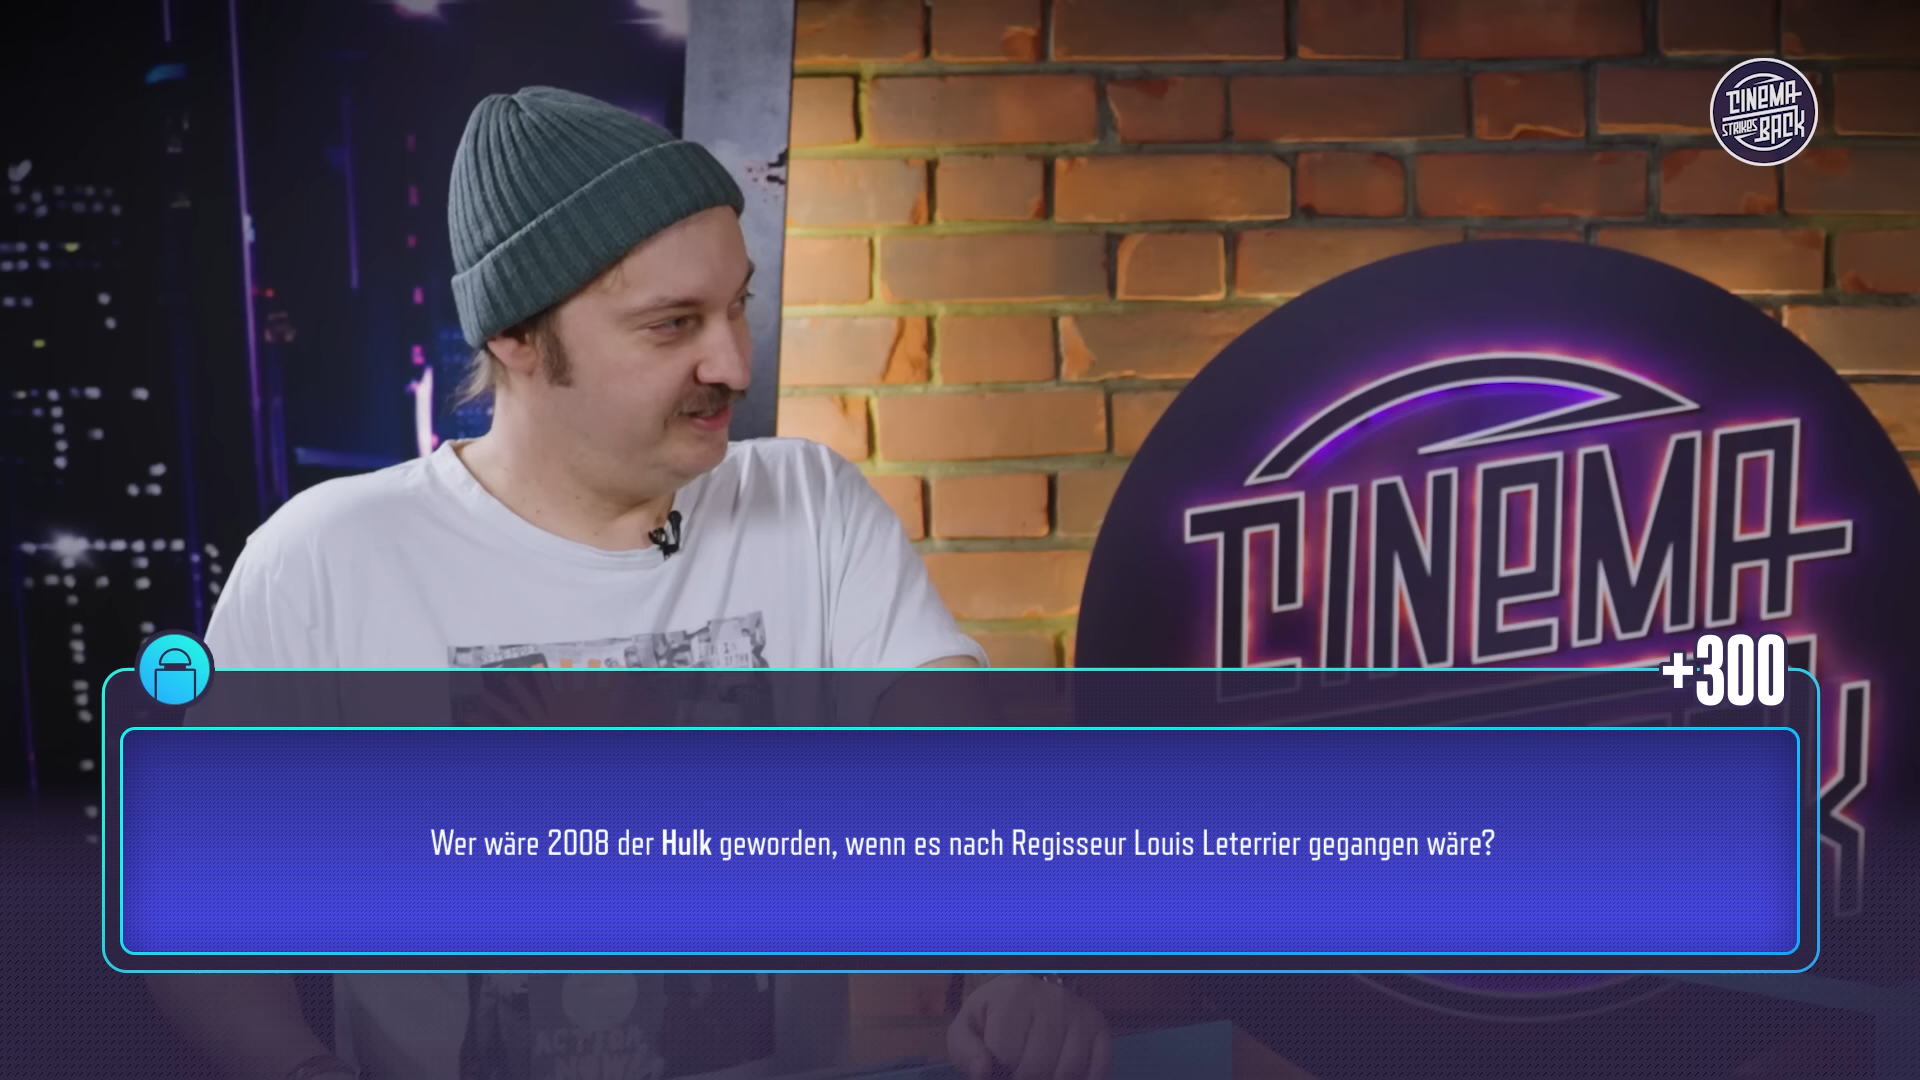 CINEMA
STRIKES BACK
CINEMA
+300
Wer wäre 2008 der Hulk geworden, wenn es nach Regisseur Louis Leterrier gegangen wäre?